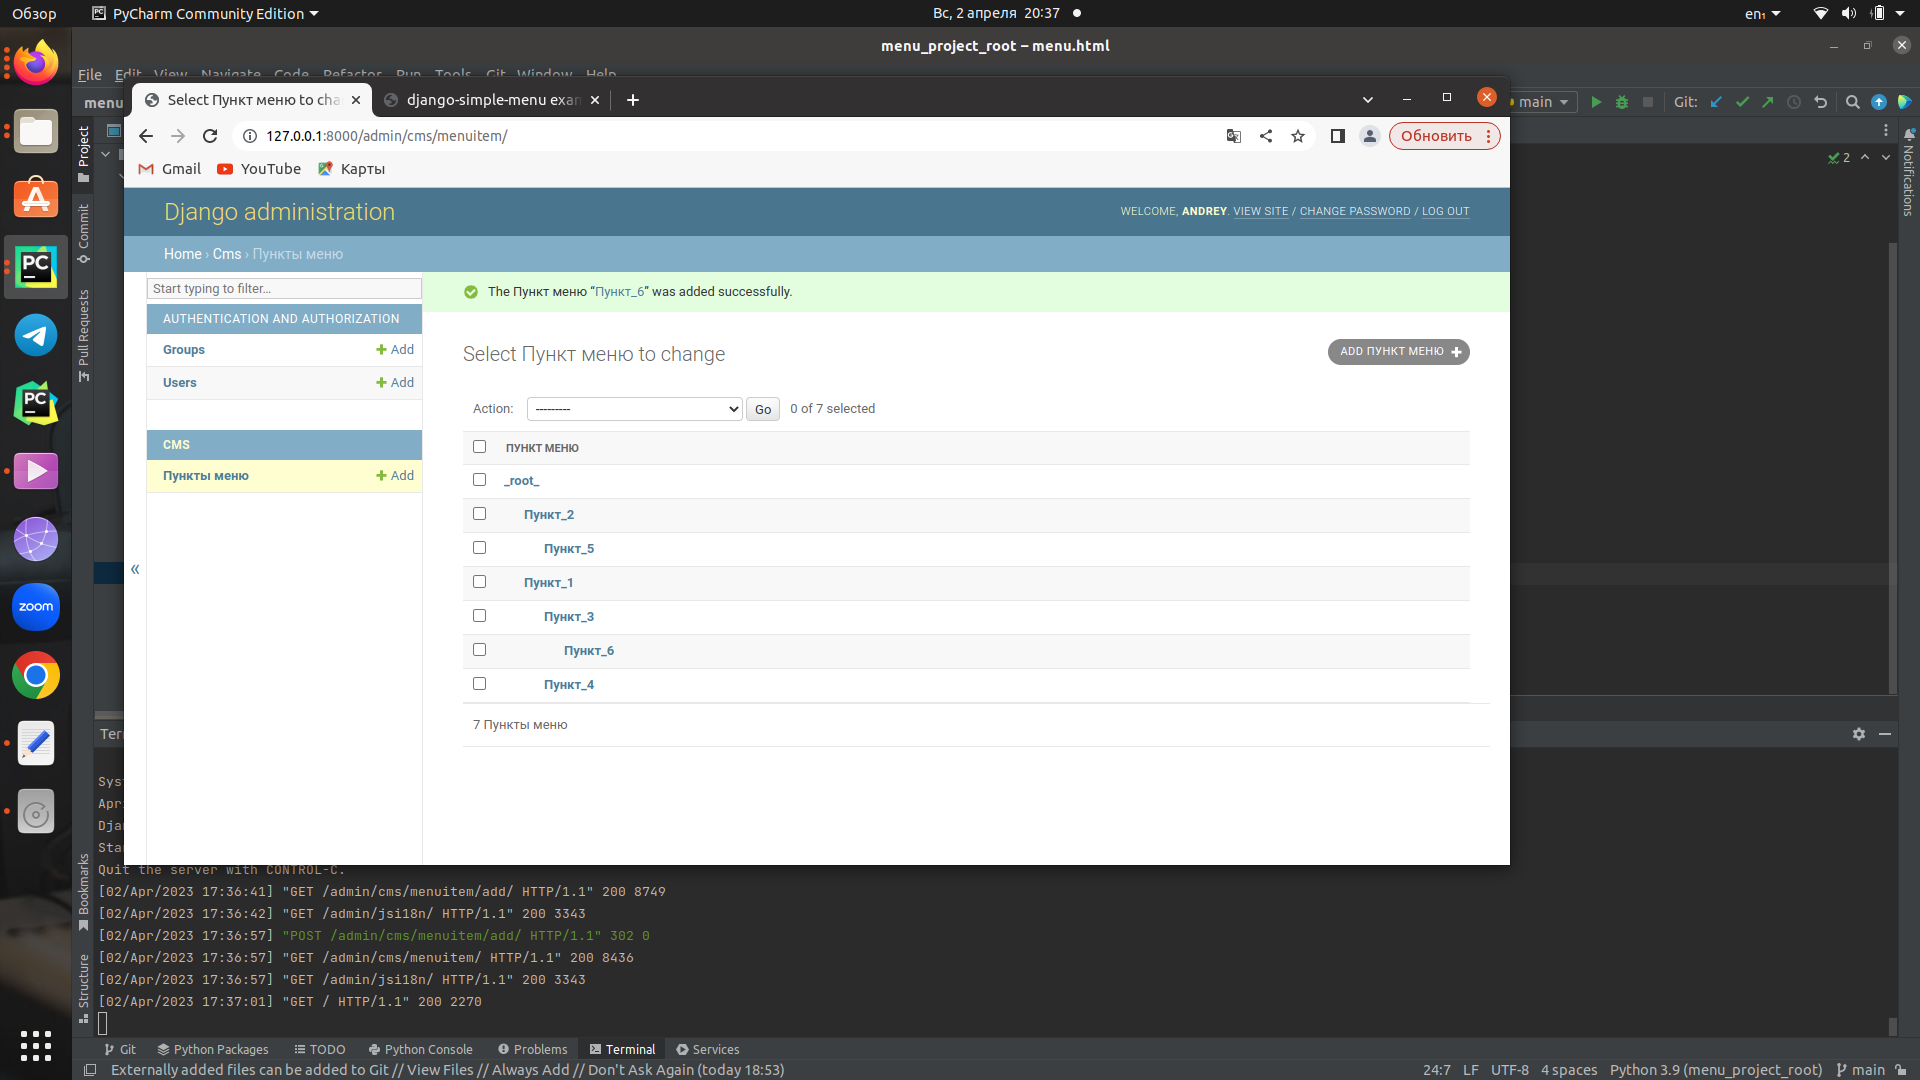 Обзор
PyCharm Community Edition
Вс, 2 апреля 20:37
en₁
menu_project_root – menu.html
File Edit View Navigate Code Refactor Run Tools Git Window Help
menu
main
Git:
Select Пункт меню to cha
django-simple-menu exam
127.0.0.1:8000/admin/cms/menuitem/
Обновить
Gmail
YouTube
Карты
2
Project
Commit
Pull Requests
Bookmarks
Structure
Notifications
zoom
Django administration
WELCOME, ANDREY. VIEW SITE / CHANGE PASSWORD / LOG OUT
Home › Cms › Пункты меню
Start typing to filter...
AUTHENTICATION AND AUTHORIZATION
Groups
Add
Users
Add
CMS
Пункты меню
Add
«
The Пункт меню “Пункт_6” was added successfully.
Select Пункт меню to change
ADD ПУНКТ МЕНЮ
Action:
---------
Go
0 of 7 selected
ПУНКТ МЕНЮ
_root_
Пункт_2
Пункт_5
Пункт_1
Пункт_3
Пункт_6
Пункт_4
7 Пункты меню
Quit the server with CONTROL-C.
[02/Apr/2023 17:36:41] "GET /admin/cms/menuitem/add/ HTTP/1.1" 200 8749
[02/Apr/2023 17:36:42] "GET /admin/jsi18n/ HTTP/1.1" 200 3343
[02/Apr/2023 17:36:57] "POST /admin/cms/menuitem/add/ HTTP/1.1" 302 0
[02/Apr/2023 17:36:57] "GET /admin/cms/menuitem/ HTTP/1.1" 200 8436
[02/Apr/2023 17:36:57] "GET /admin/jsi18n/ HTTP/1.1" 200 3343
[02/Apr/2023 17:37:01] "GET / HTTP/1.1" 200 2270
Git
Python Packages
TODO
Python Console
Problems
Terminal
Services
Externally added files can be added to Git // View Files // Always Add // Don't Ask Again (today 18:53)
24:7 LF UTF-8 4 spaces Python 3.9 (menu_project_root) main